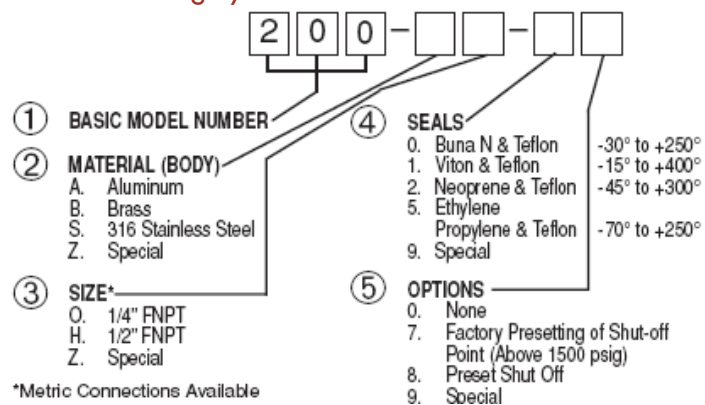 2 0 0 - -
① BASIC MODEL NUMBER
② MATERIAL (BODY)
A. Aluminum
B. Brass
S. 316 Stainless Steel
Z. Special
③ SIZE*
O. 1/4" FNPT
H. 1/2" FNPT
Z. Special
*Metric Connections Available
④ SEALS
0. Buna N & Teflon -30° to +250°
1. Viton & Teflon -15° to +400°
2. Neoprene & Teflon -45° to +300°
5. Ethylene
Propylene & Teflon -70° to +250°
9. Special
⑤ OPTIONS
0. None
7. Factory Presetting of Shut-off
Point (Above 1500 psig)
8. Preset Shut Off
9. Special